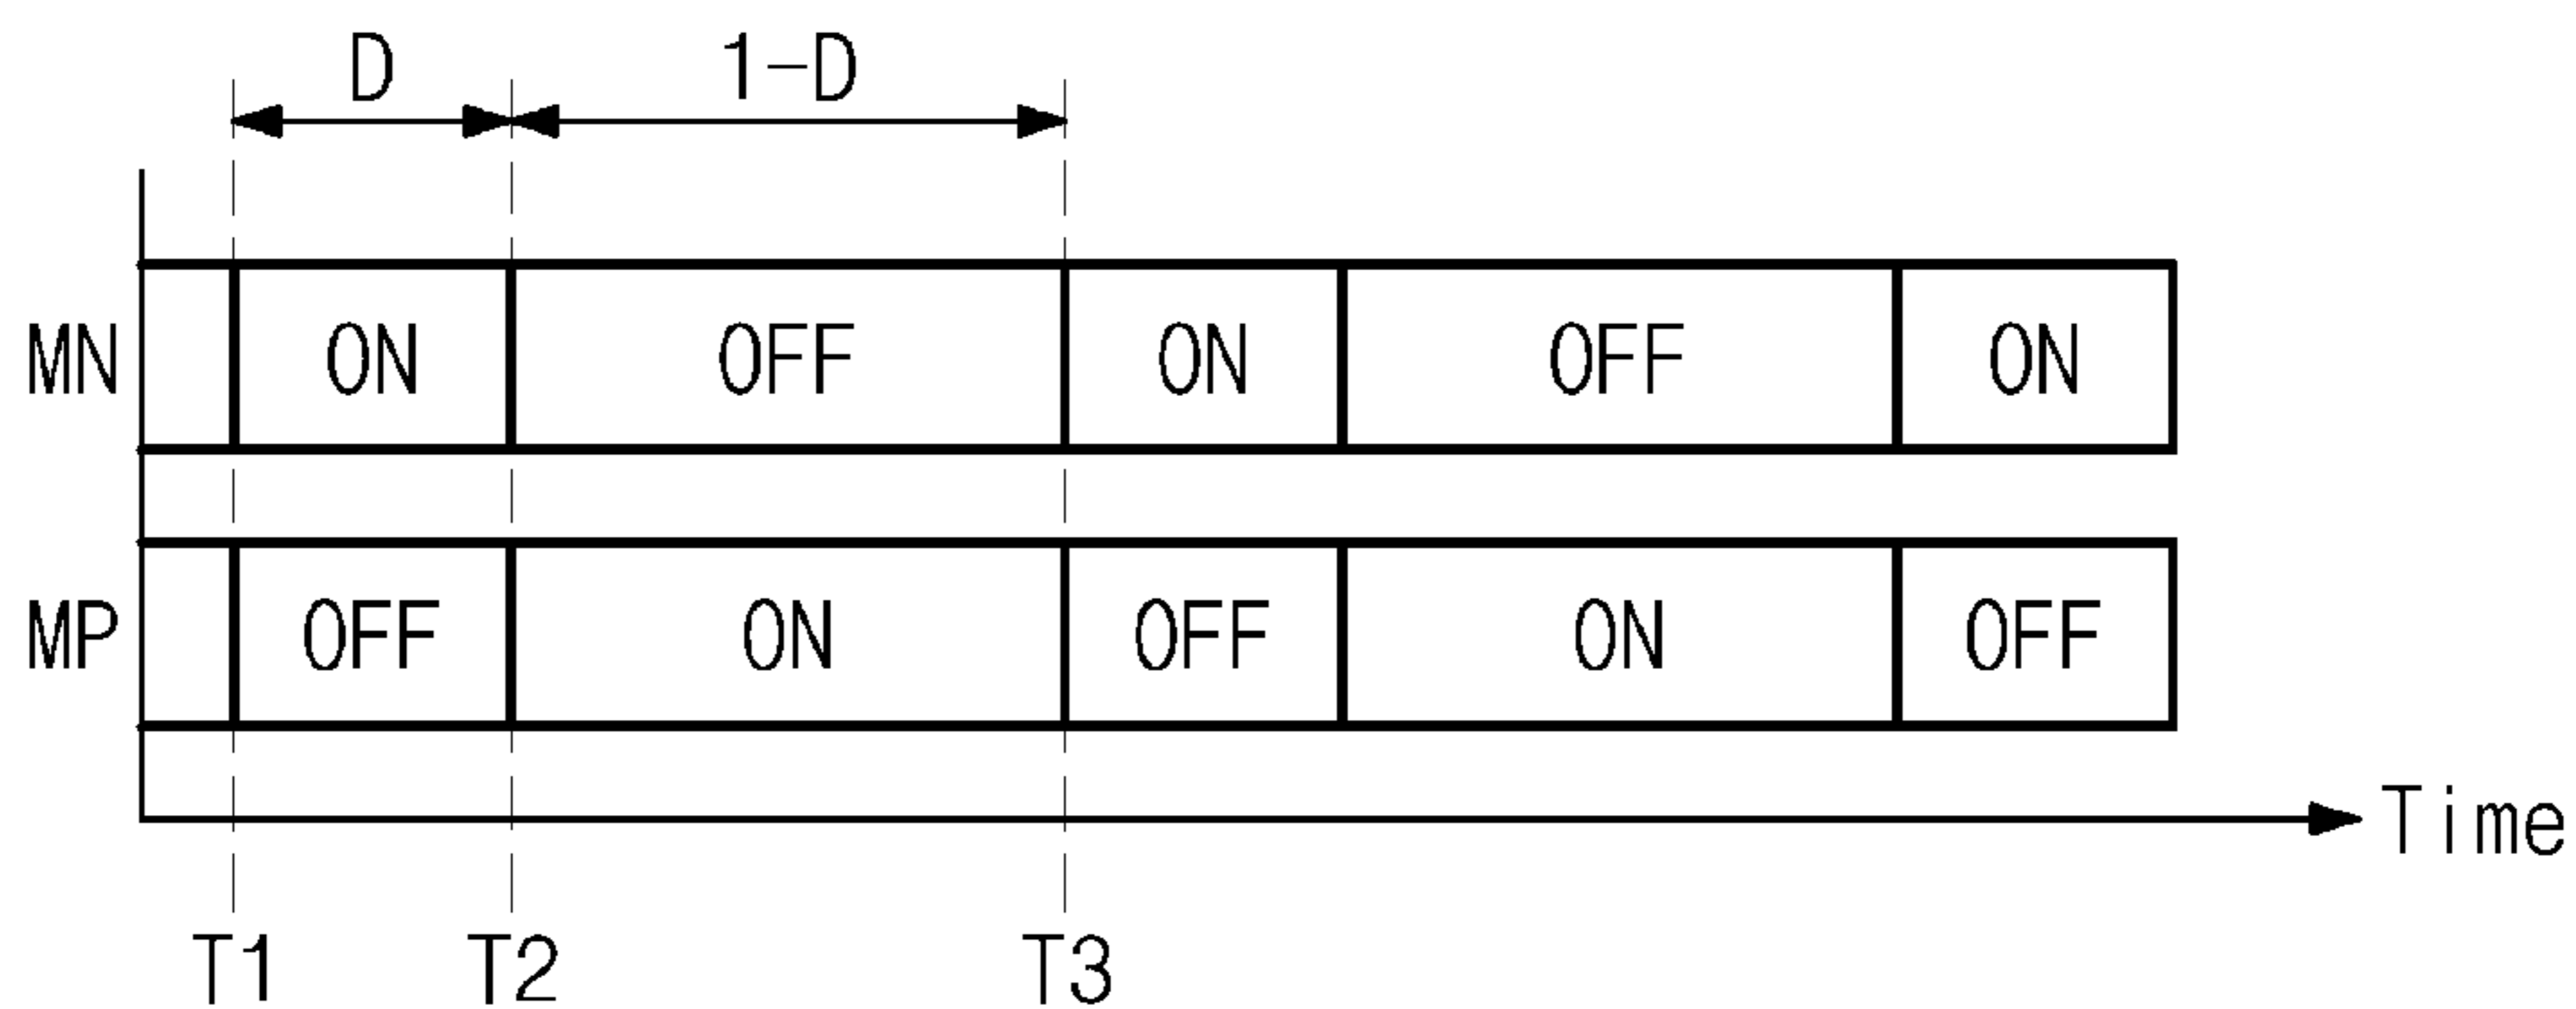 D 1-D
MN ON OFF ON OFF ON
MP OFF ON OFF ON OFF
Time
T1 T2 T3